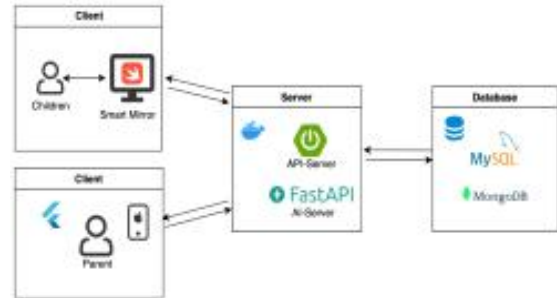 Client
Children
Smart Mirror
Client
Parent
Server
API-Server
FastAPI
AI-Server
Database
MySQL
MongoDB